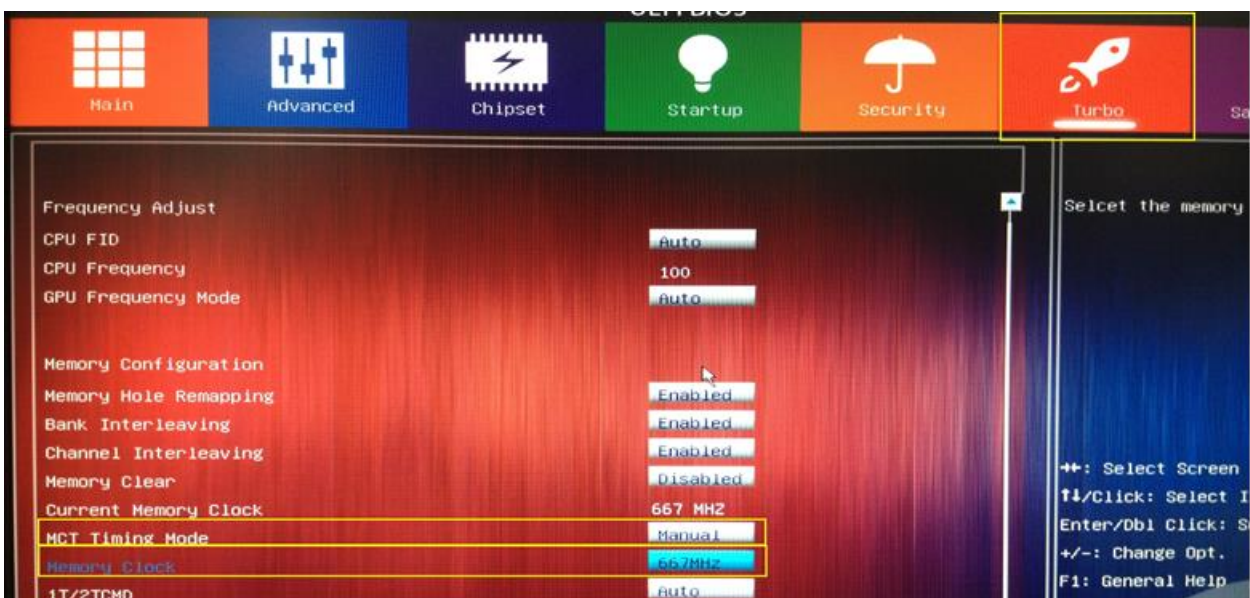 UEFI BIOS
Main
Advanced
Chipset
Startup
Security
Turbo
Sa
Frequency Adjust
CPU FID Auto
CPU Frequency 100
GPU Frequency Mode Auto
Memory Configuration
Memory Hole Remapping Enabled
Bank Interleaving Enabled
Channel Interleaving Enabled
Memory Clear Disabled
Current Memory Clock 667 MHZ
MCT Timing Mode Manual
Memory Clock 667MHz
1T/2TCMD Auto
Selcet the memory
: Select Screen
↑↓/Click: Select I
Enter/Dbl Click: S
+/-: Change Opt.
F1: General Help